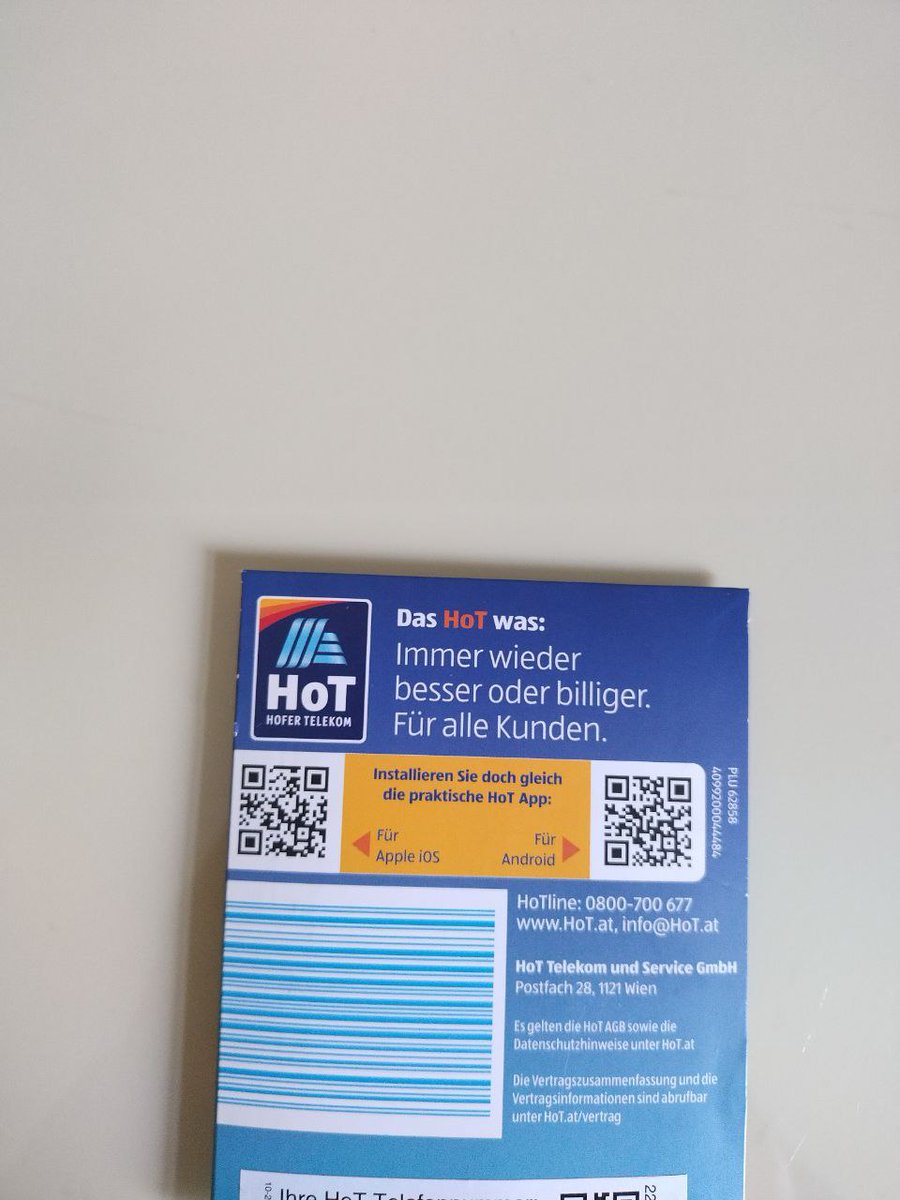 Das HoT was:
Immer wieder
besser oder billiger.
Für alle Kunden.
HoT
HOFER TELEKOM
Installieren Sie doch gleich
die praktische HoT App:
Für
Apple iOS
Für
Android
PLU 62858
4099200044484
HoTline: 0800-700 677
www.HoT.at, info@HoT.at
HoT Telekom und Service GmbH
Postfach 28, 1121 Wien
Es gelten die HoT AGB sowie die
Datenschutzhinweise unter HoT.at
Die Vertragszusammenfassung und die
Vertragsinformationen sind abrufbar
unter HoT.at/vertrag
Ihre HoT Telefonnummer